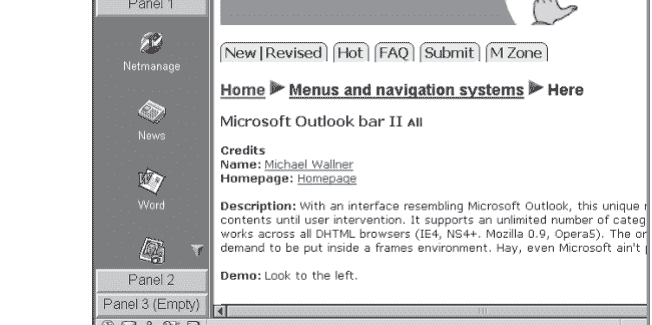 Panel 1
Netmanage
News
Word
Panel 2
Panel 3 (Empty)
New | Revised Hot FAQ Submit M Zone
Home Menus and navigation systems Here
Microsoft Outlook bar II All
Credits
Name: Michael Wallner
Homepage: Homepage
Description: With an interface resembling Microsoft Outlook, this unique
contents until user intervention. It supports an unlimited number of categ
works across all DHTML browsers (IE4, NS4+. Mozilla 0.9, Opera5). The or
demand to be put inside a frames environment. Hay, even Microsoft ain't
Demo: Look to the left.